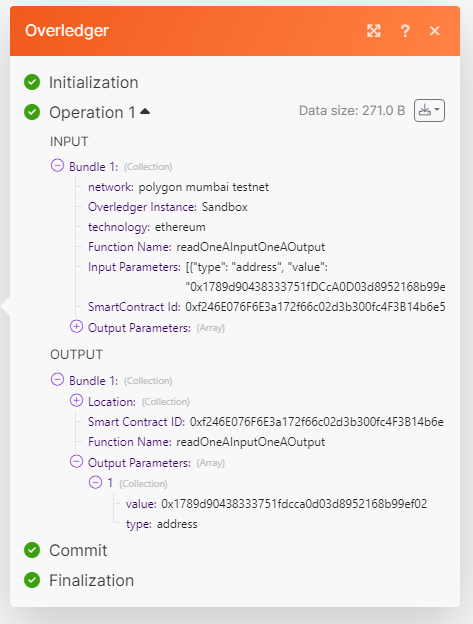 Overledger
Initialization
Operation 1 Data size: 271.0 B
INPUT
Bundle 1: (Collection)
network: polygon mumbai testnet
Overledger Instance: Sandbox
technology: ethereum
Function Name: readOneAInputOneAOutput
Input Parameters: [{"type": "address", "value":
"0x1789d90438333751fDCcA0D03d8952168b99e
SmartContract Id: 0xf246E076F6E3a172f66c02d3b300fc4F3B14b6e5
Output Parameters: (Array)
OUTPUT
Bundle 1: (Collection)
Location: (Collection)
Smart Contract ID: 0xf246E076F6E3a172f66c02d3b300fc4F3B14b6e
Function Name: readOneAInputOneAOutput
Output Parameters: (Array)
1 (Collection)
value: 0x1789d90438333751fdcca0d03d8952168b99ef02
type: address
Commit
Finalization